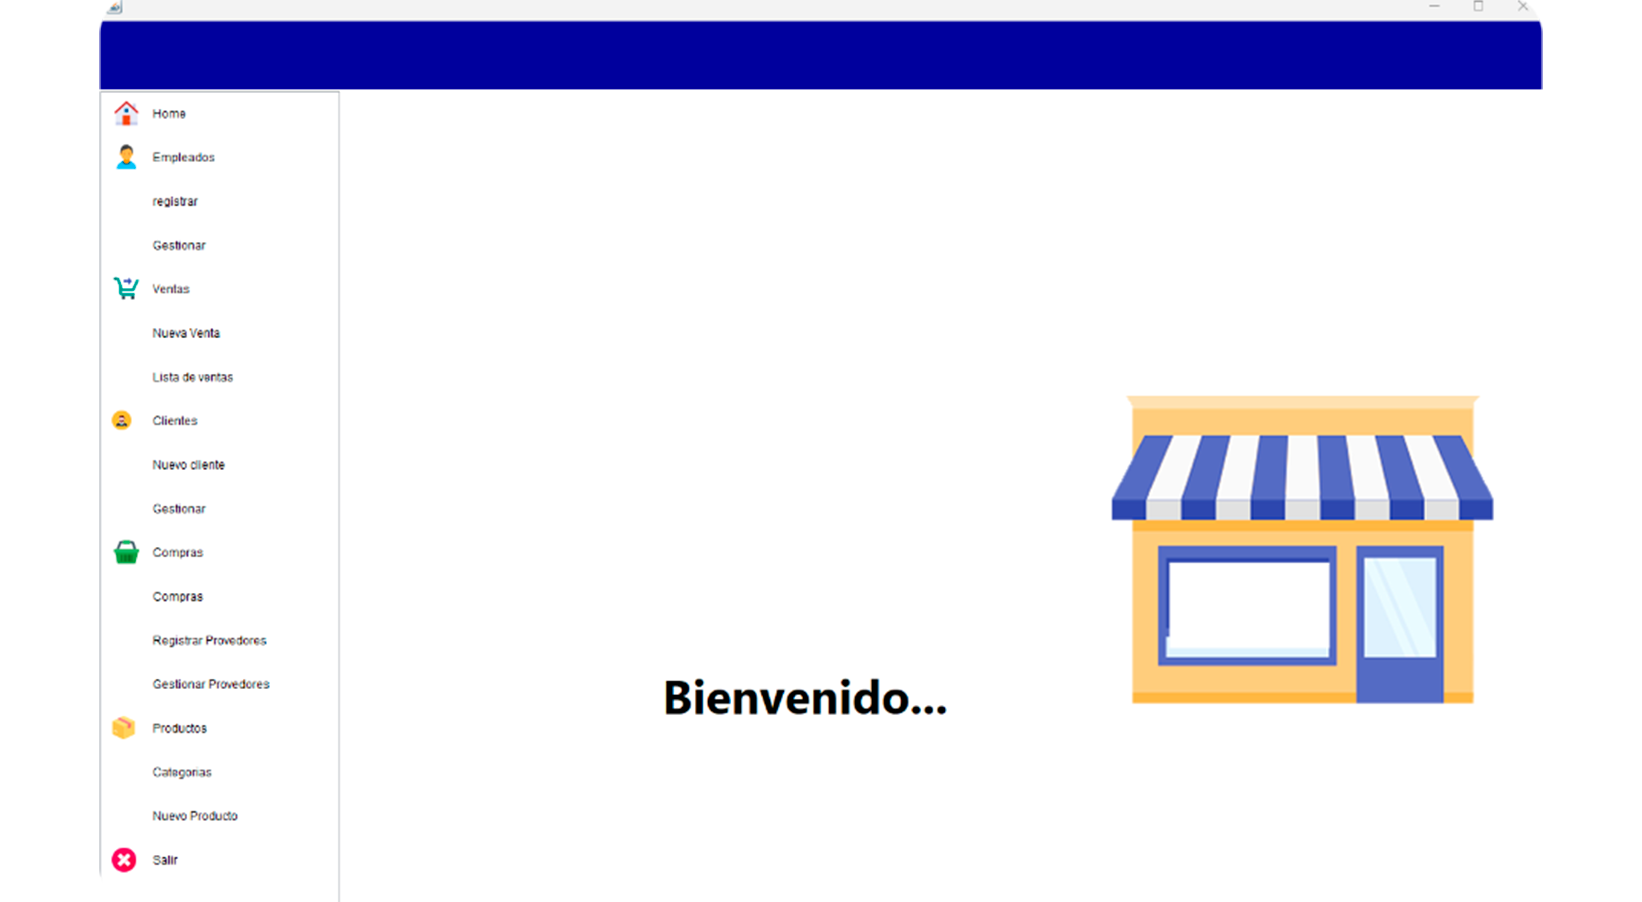 Home
Empleados
registrar
Gestionar
Ventas
Nueva Venta
Lista de ventas
Clientes
Nuevo cliente
Gestionar
Compras
Compras
Registrar Provedores
Gestionar Provedores
Productos
Categorias
Nuevo Producto
Salir
Bienvenido...